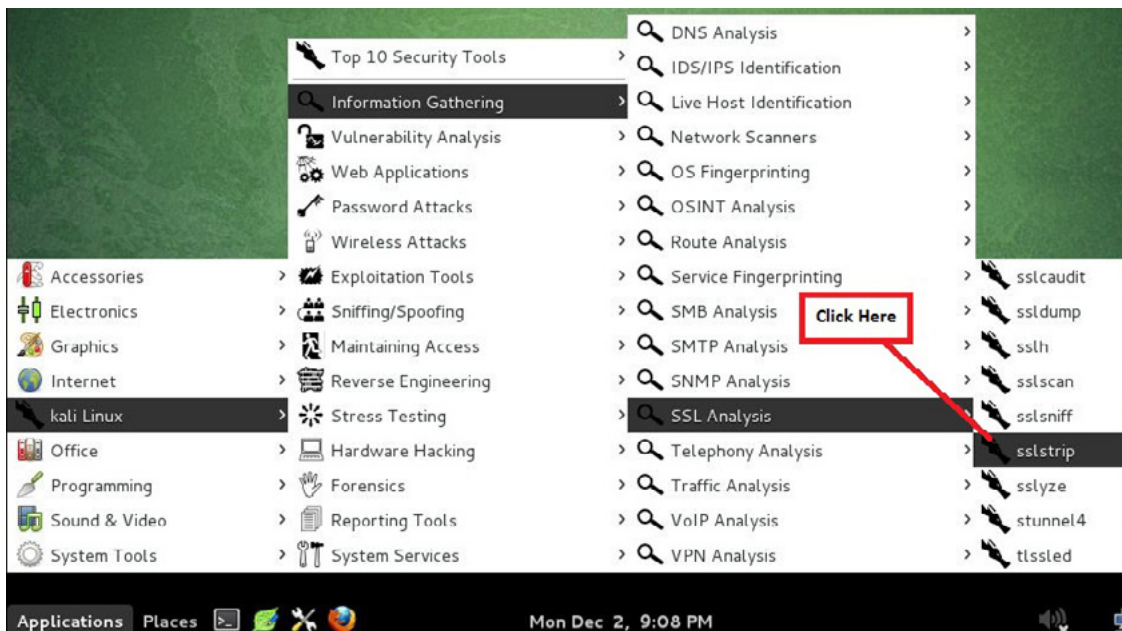 Top 10 Security Tools
Information Gathering
Vulnerability Analysis
Web Applications
Password Attacks
Wireless Attacks
Exploitation Tools
Sniffing/Spoofing
Maintaining Access
Reverse Engineering
Stress Testing
Hardware Hacking
Forensics
Reporting Tools
System Services
DNS Analysis
IDS/IPS Identification
Live Host Identification
Network Scanners
OS Fingerprinting
OSINT Analysis
Route Analysis
Service Fingerprinting
SMB Analysis
SMTP Analysis
SNMP Analysis
SSL Analysis
Telephony Analysis
Traffic Analysis
VoIP Analysis
VPN Analysis
Click Here
sslcaudit
ssldump
sslh
sslscan
sslsniff
sslstrip
sslyze
stunnel4
tlssled
Accessories
Electronics
Graphics
Internet
kali Linux
Office
Programming
Sound & Video
System Tools
Applications Places Mon Dec 2, 9:08 PM